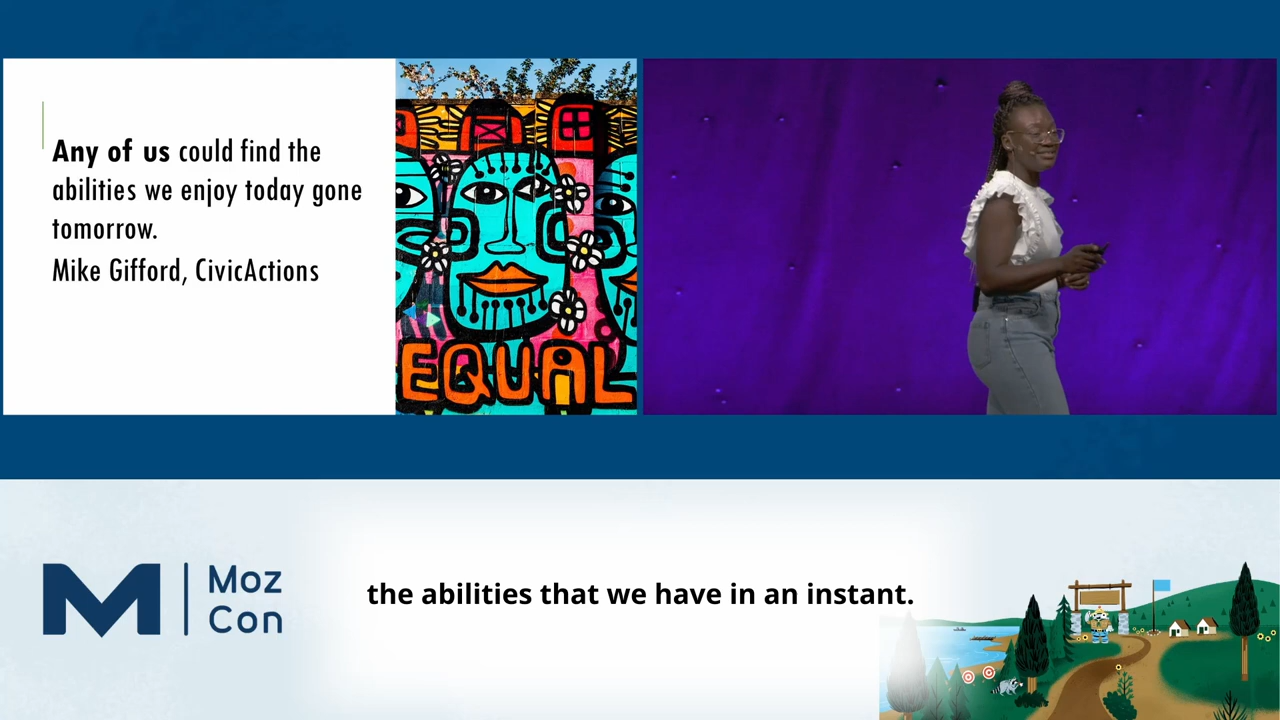 Any of us could find the
abilities we enjoy today gone
tomorrow.
Mike Gifford, CivicActions
EQUAL
Moz
Con
the abilities that we have in an instant.